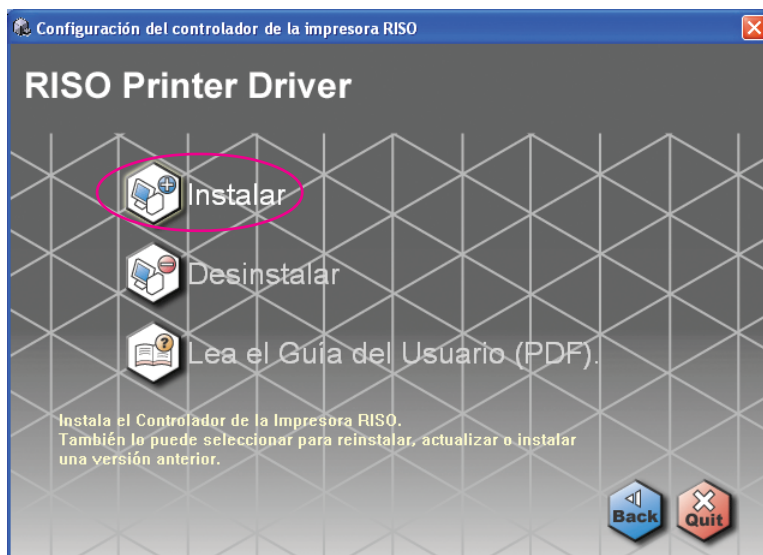 Configuración del controlador de la impresora RISO
RISO Printer Driver
Instalar
Desinstalar
Lea el Guía del Usuario (PDF).
Instala el Controlador de la Impresora RISO.
También lo puede seleccionar para reinstalar, actualizar o instalar
una versión anterior.
Back
Quit